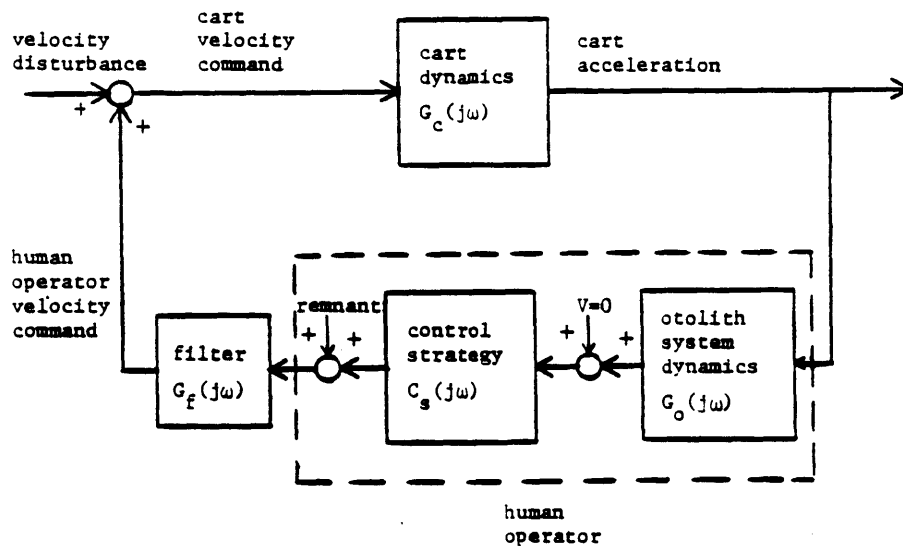 velocity
disturbance
+
+
cart
velocity
command
cart
dynamics
G_c(jω)
cart
acceleration
human
operator
velocity
command
filter
G_f(jω)
remnant
+
+
control
strategy
C_s(jω)
V=0
+
+
otolith
system
dynamics
G_o(jω)
human
operator